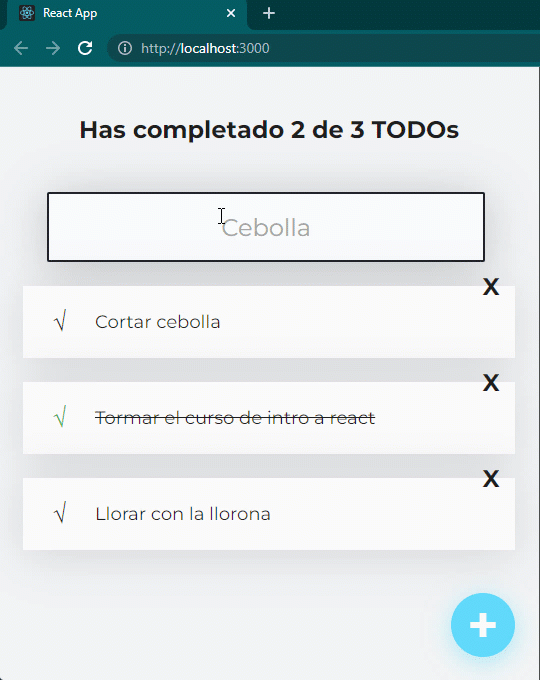 React App
http://localhost:3000
Has completado 2 de 3 TODOs
Cebolla
X
√ Cortar cebolla
X
√ Tormar el curso de intro a react
X
√ Llorar con la llorona
+